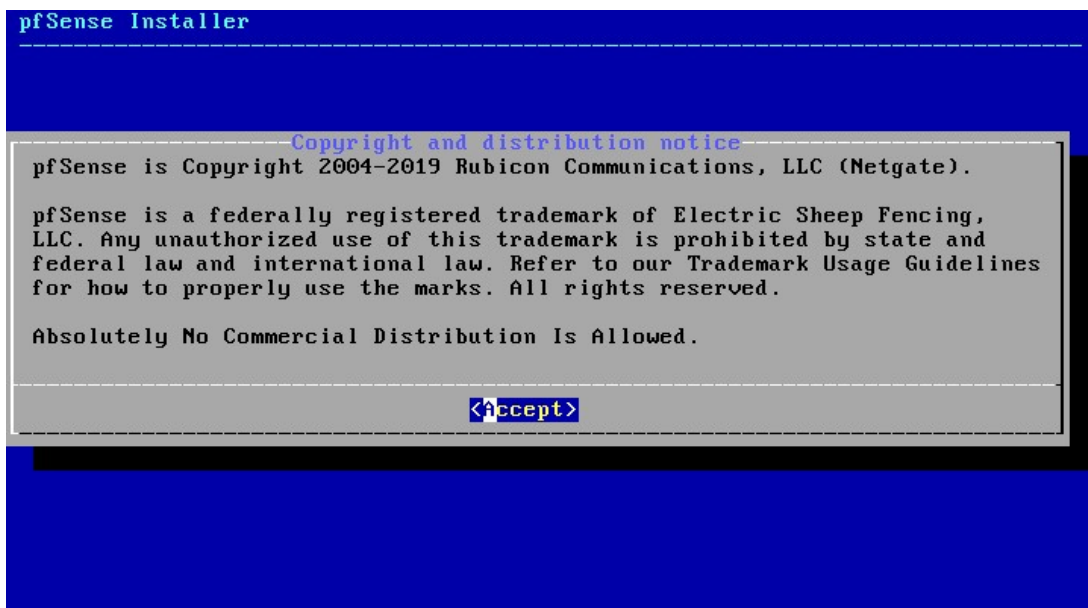 pfSense Installer
Copyright and distribution notice
pfSense is Copyright 2004-2019 Rubicon Communications, LLC (Netgate).
pfSense is a federally registered trademark of Electric Sheep Fencing,
LLC. Any unauthorized use of this trademark is prohibited by state and
federal law and international law. Refer to our Trademark Usage Guidelines
for how to properly use the marks. All rights reserved.
Absolutely No Commercial Distribution Is Allowed.
<Accept>